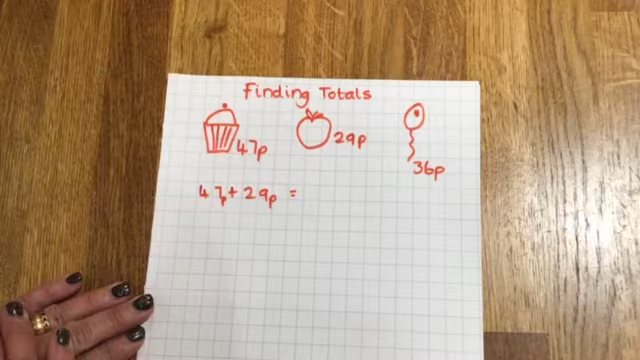 Finding Totals
47p
29p
36p
47p + 29p =